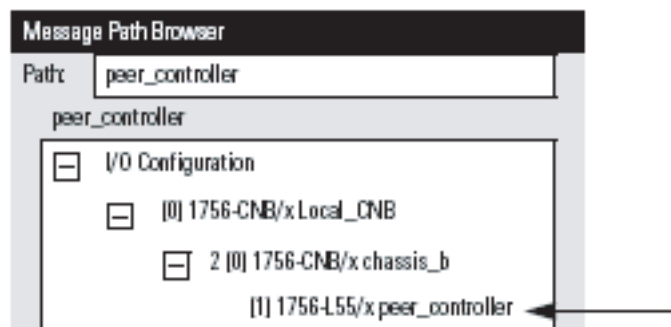 Message Path Browser
Path: peer_controller
peer_controller
I/O Configuration
[0] 1756-CNB/x Local_CNB
2 [0] 1756-CNB/x chassis_b
[1] 1756-L55/x peer_controller